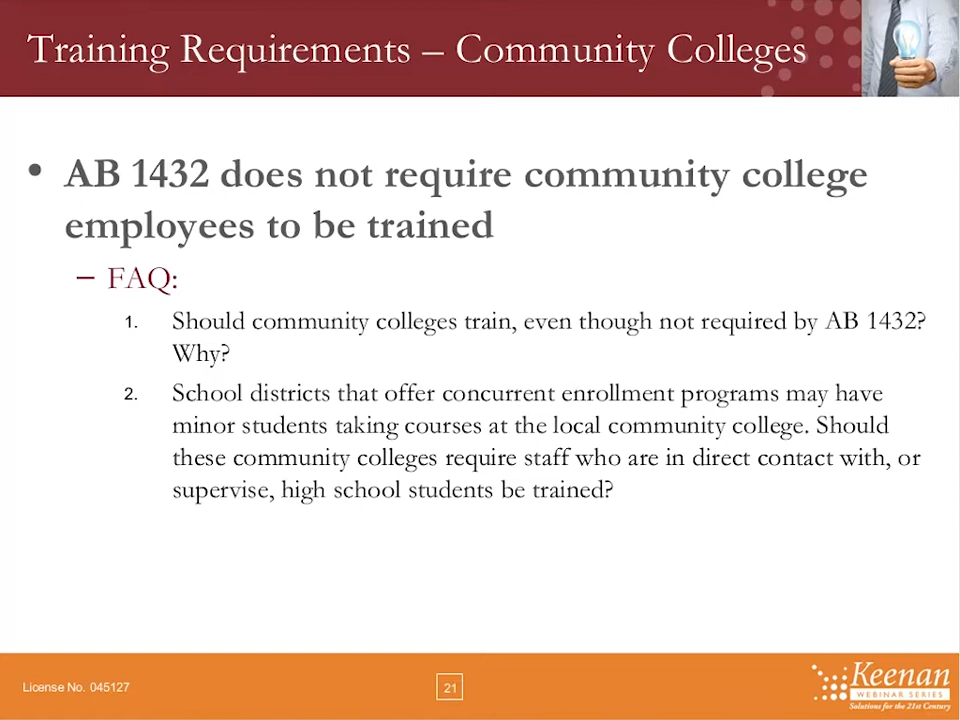 Training Requirements – Community Colleges
• AB 1432 does not require community college
employees to be trained
– FAQ:
1. Should community colleges train, even though not required by AB 1432?
Why?
2. School districts that offer concurrent enrollment programs may have
minor students taking courses at the local community college. Should
these community colleges require staff who are in direct contact with, or
supervise, high school students be trained?
License No. 045127
21
Keenan
WEBINAR SERIES
Solutions for the 21st Century